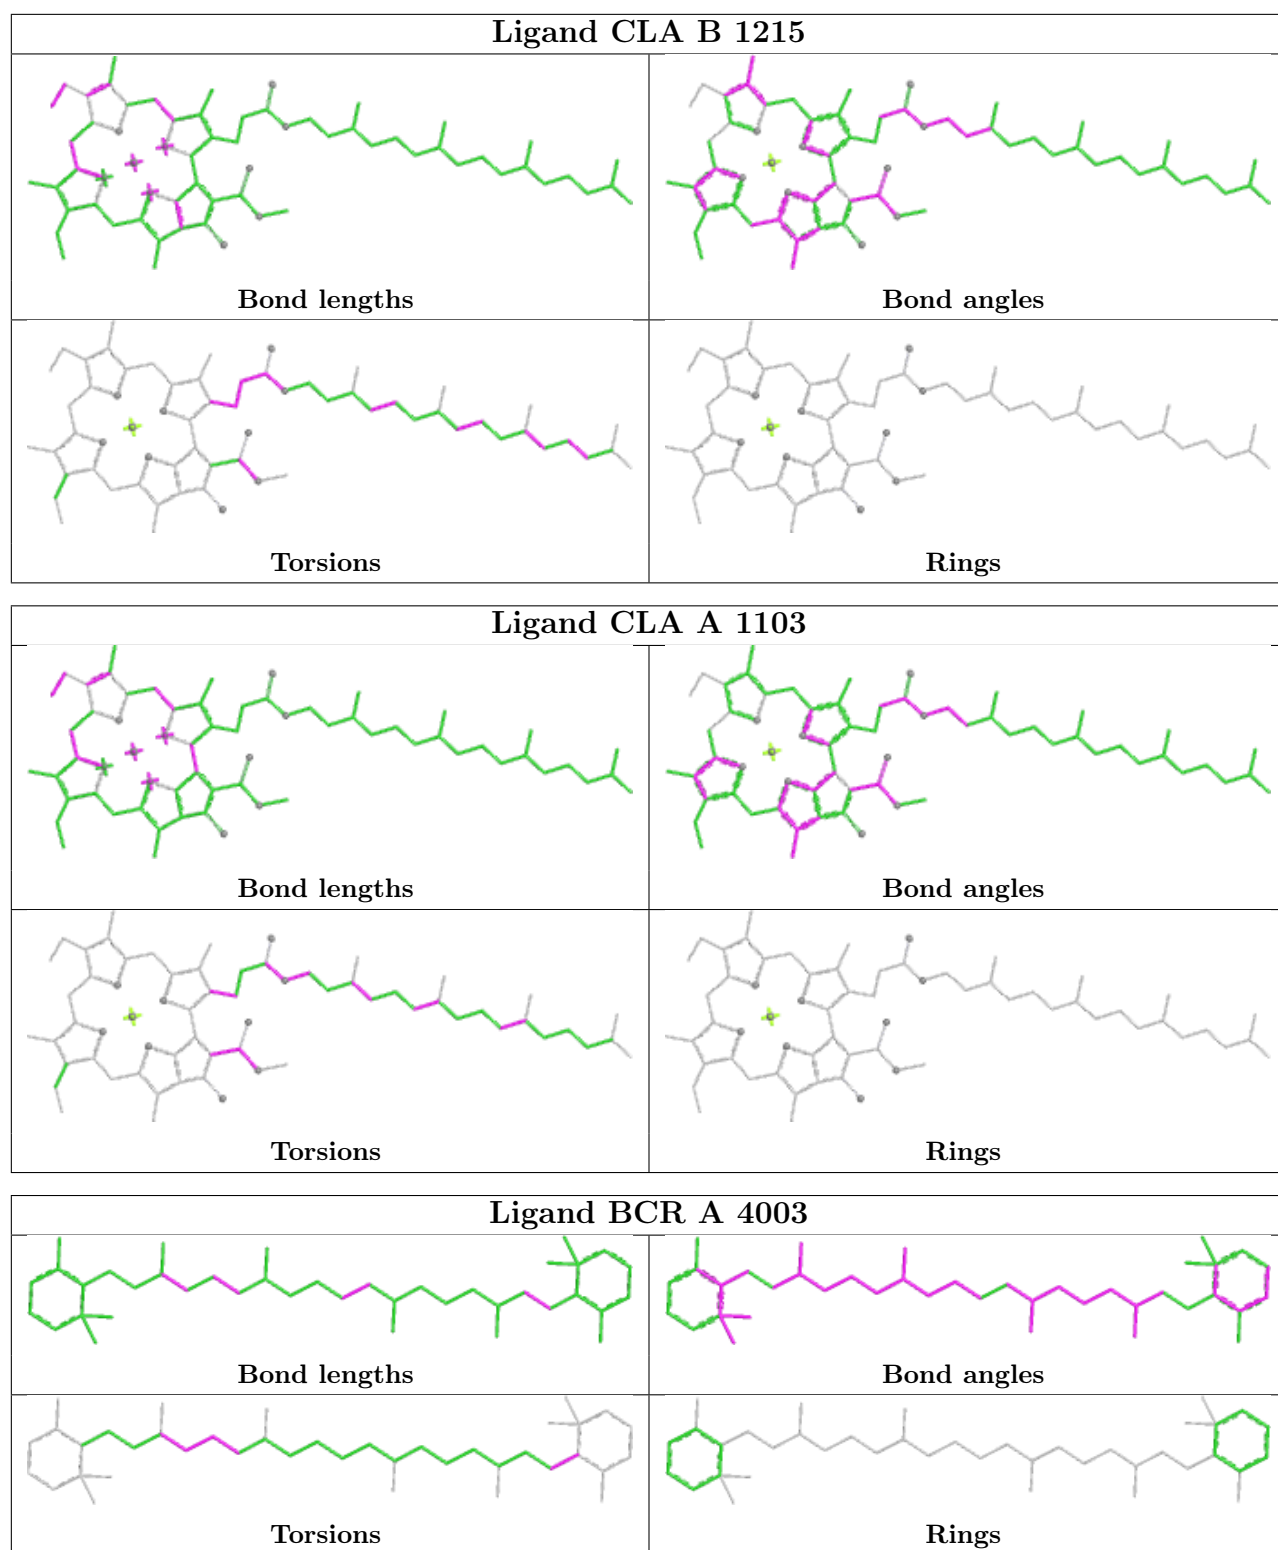 Ligand CLA B 1215
Bond lengths
Bond angles
Torsions
Rings
Ligand CLA A 1103
Bond lengths
Bond angles
Torsions
Rings
Ligand BCR A 4003
Bond lengths
Bond angles
Torsions
Rings